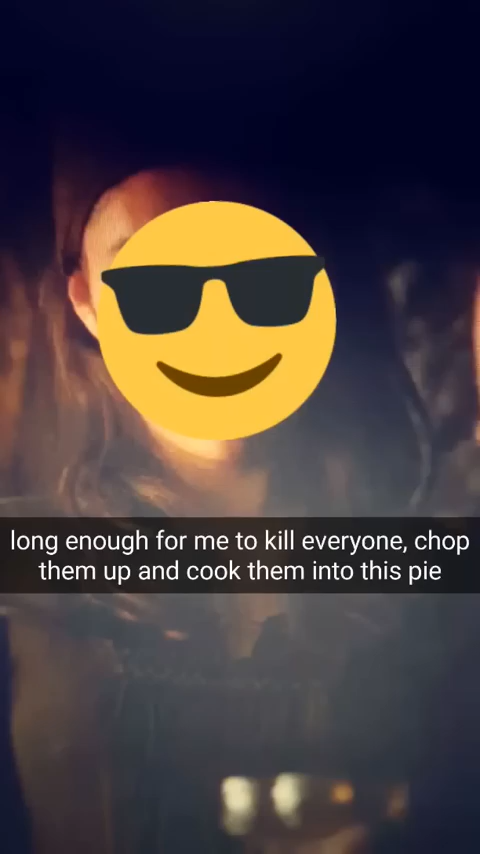 long enough for me to kill everyone, chop
them up and cook them into this pie